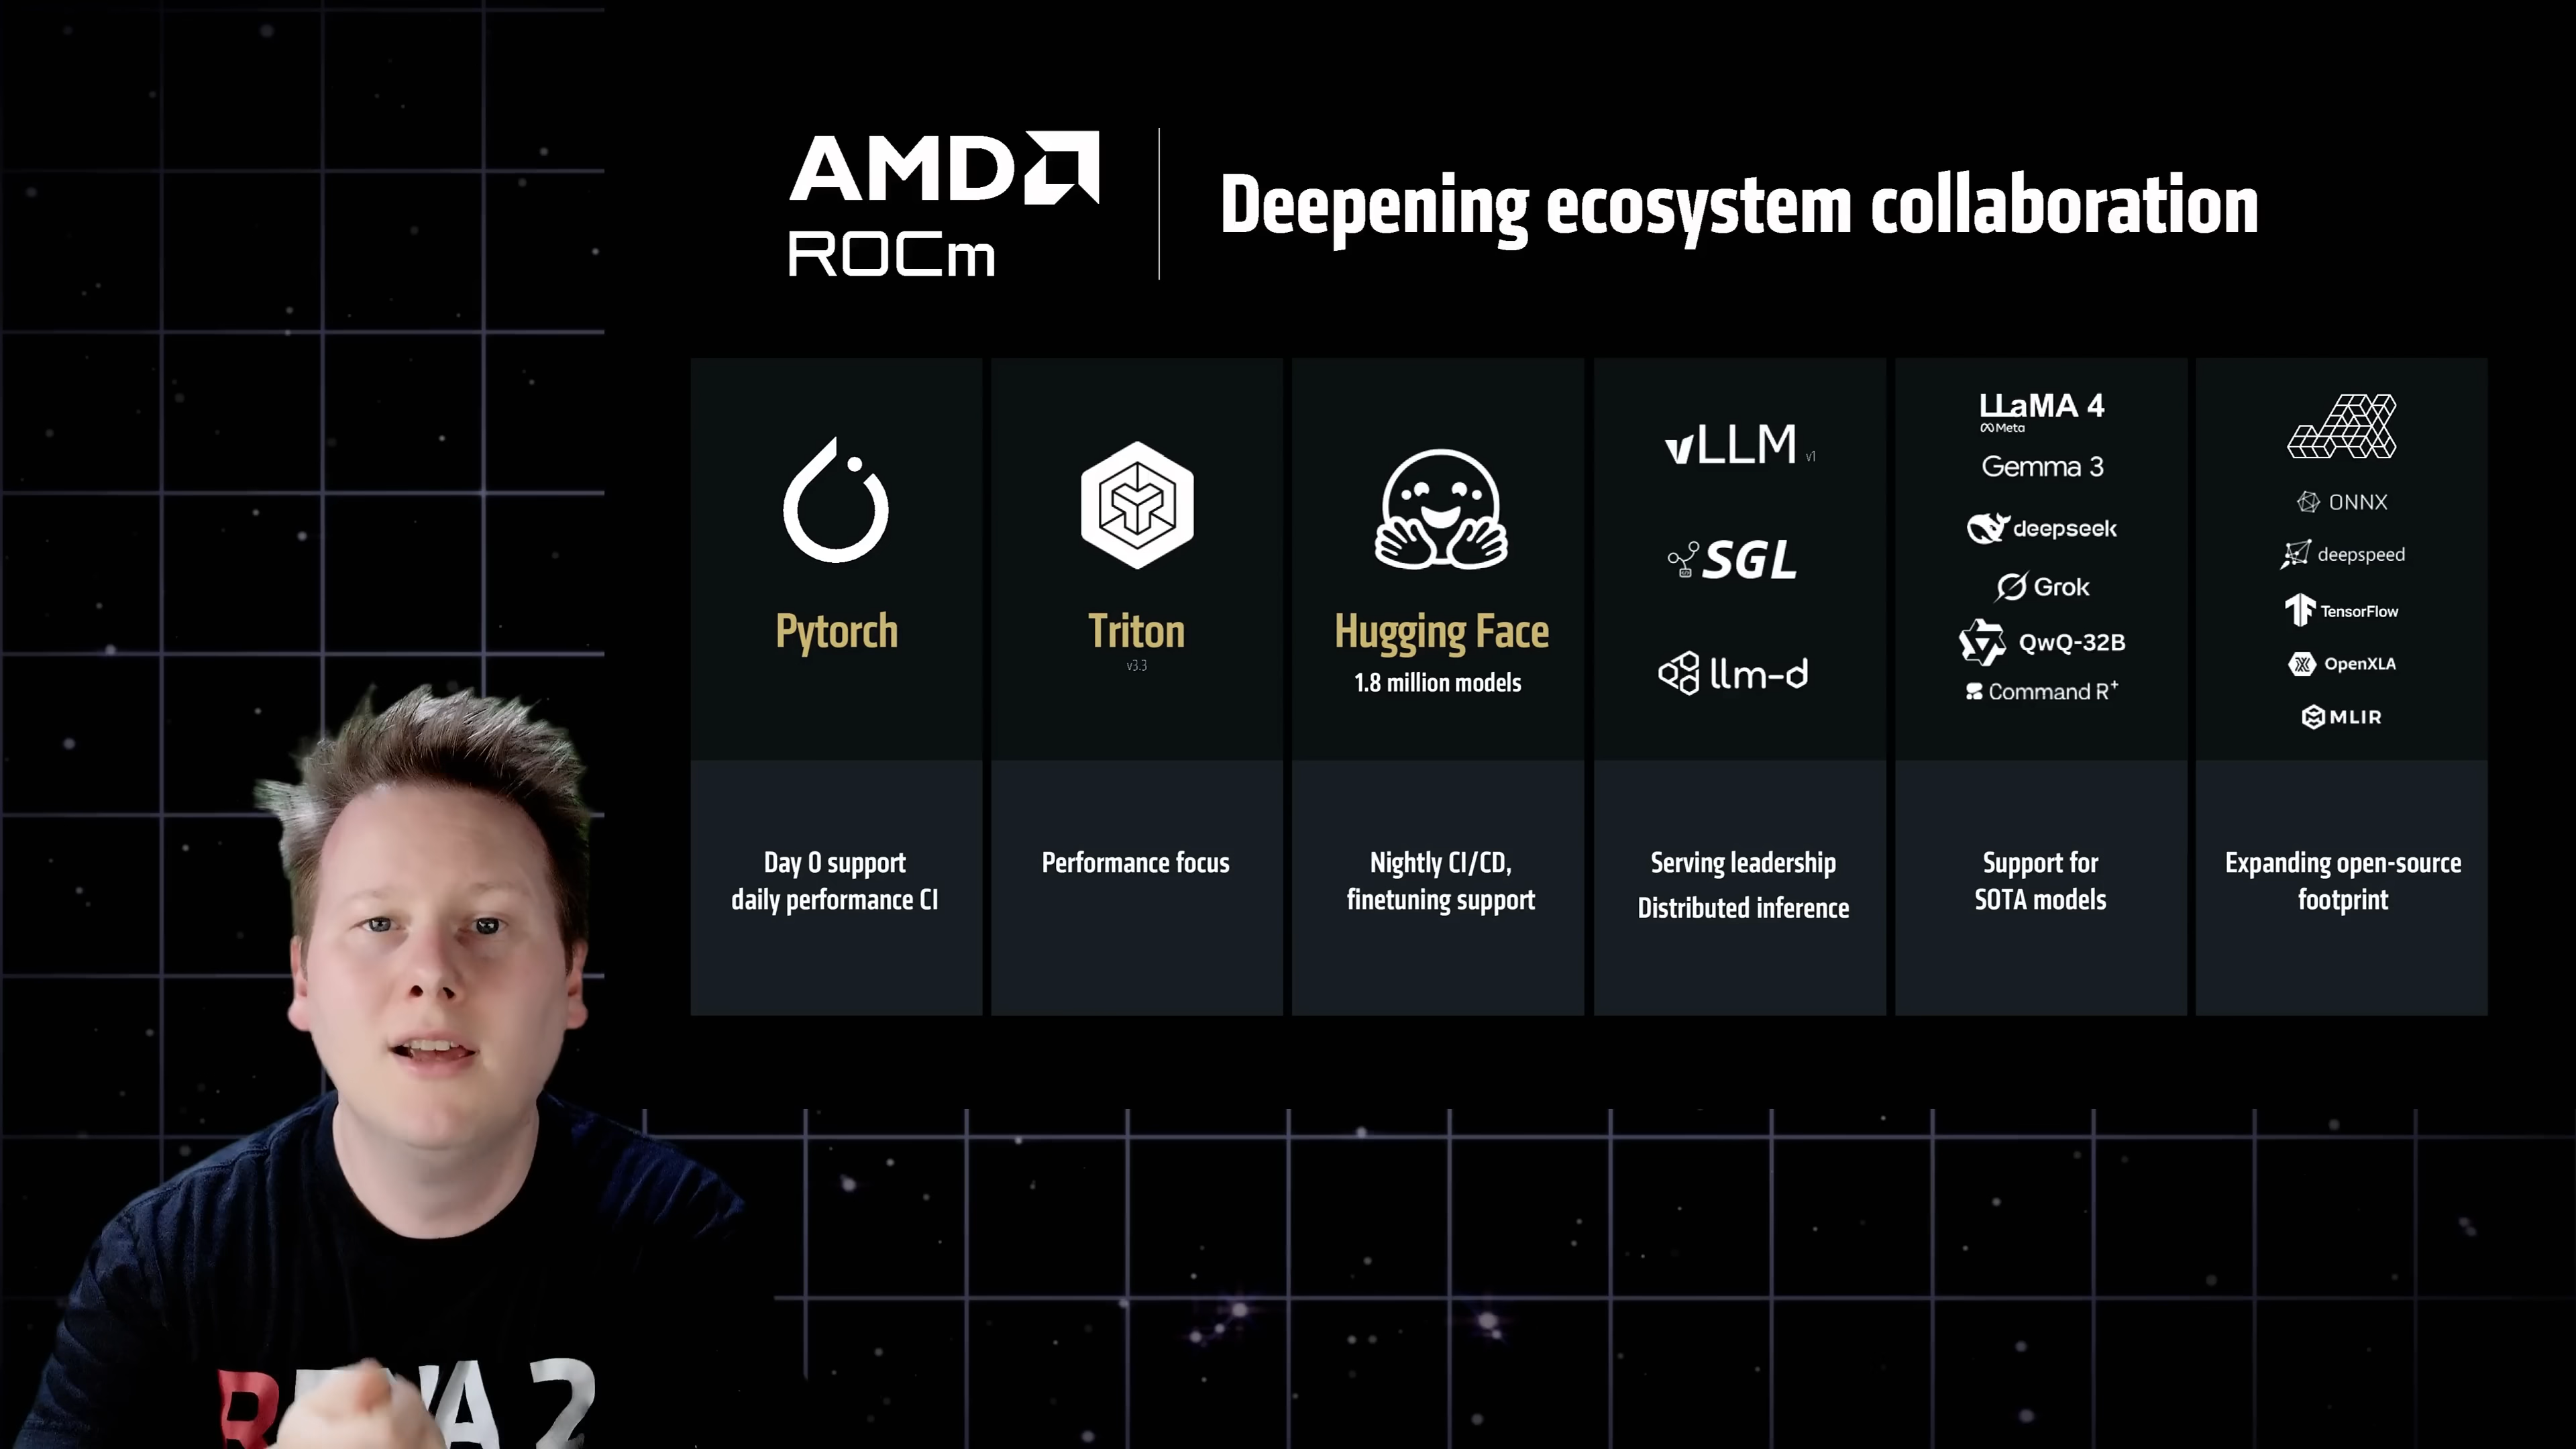 AMD
ROCm
Deepening ecosystem collaboration
Pytorch
Day 0 support
daily performance CI
Triton
v3.3
Performance focus
Hugging Face
1.8 million models
Nightly CI/CD,
finetuning support
vLLM v1
SGL
llm-d
Serving leadership
Distributed inference
LLaMA 4
Meta
Gemma 3
deepseek
Grok
QwQ-32B
Command R+
Support for
SOTA models
ONNX
deepspeed
TensorFlow
OpenXLA
MLIR
Expanding open-source
footprint
2